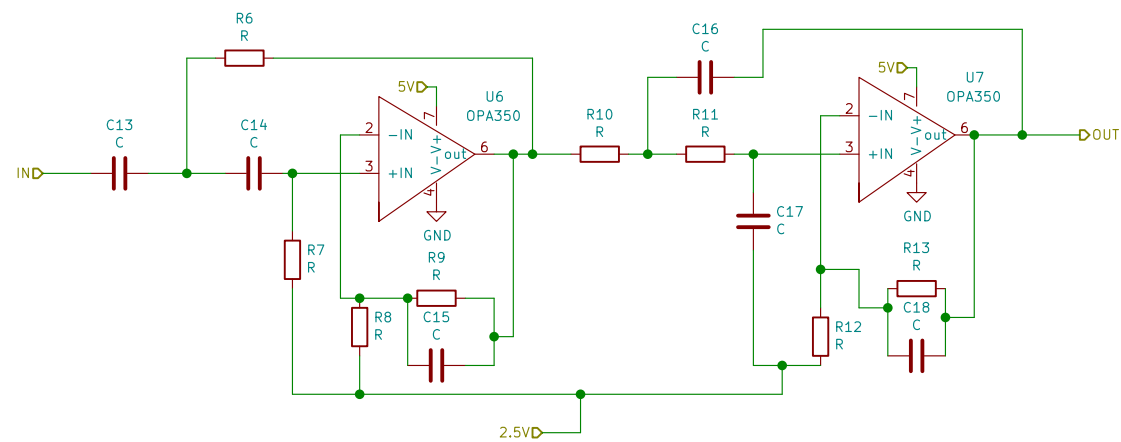 R6
R
C16
C
5V
7
U6
OPA350
2
-IN
V+
3
+IN
V-
out
6
4
GND
C13
C
C14
C
IN
R7
R
R9
R
C15
C
R8
R
R10
R
R11
R
5V
7
U7
OPA350
2
-IN
V+
3
+IN
V-
out
6
4
GND
OUT
C17
C
R13
R
C18
C
R12
R
2.5V